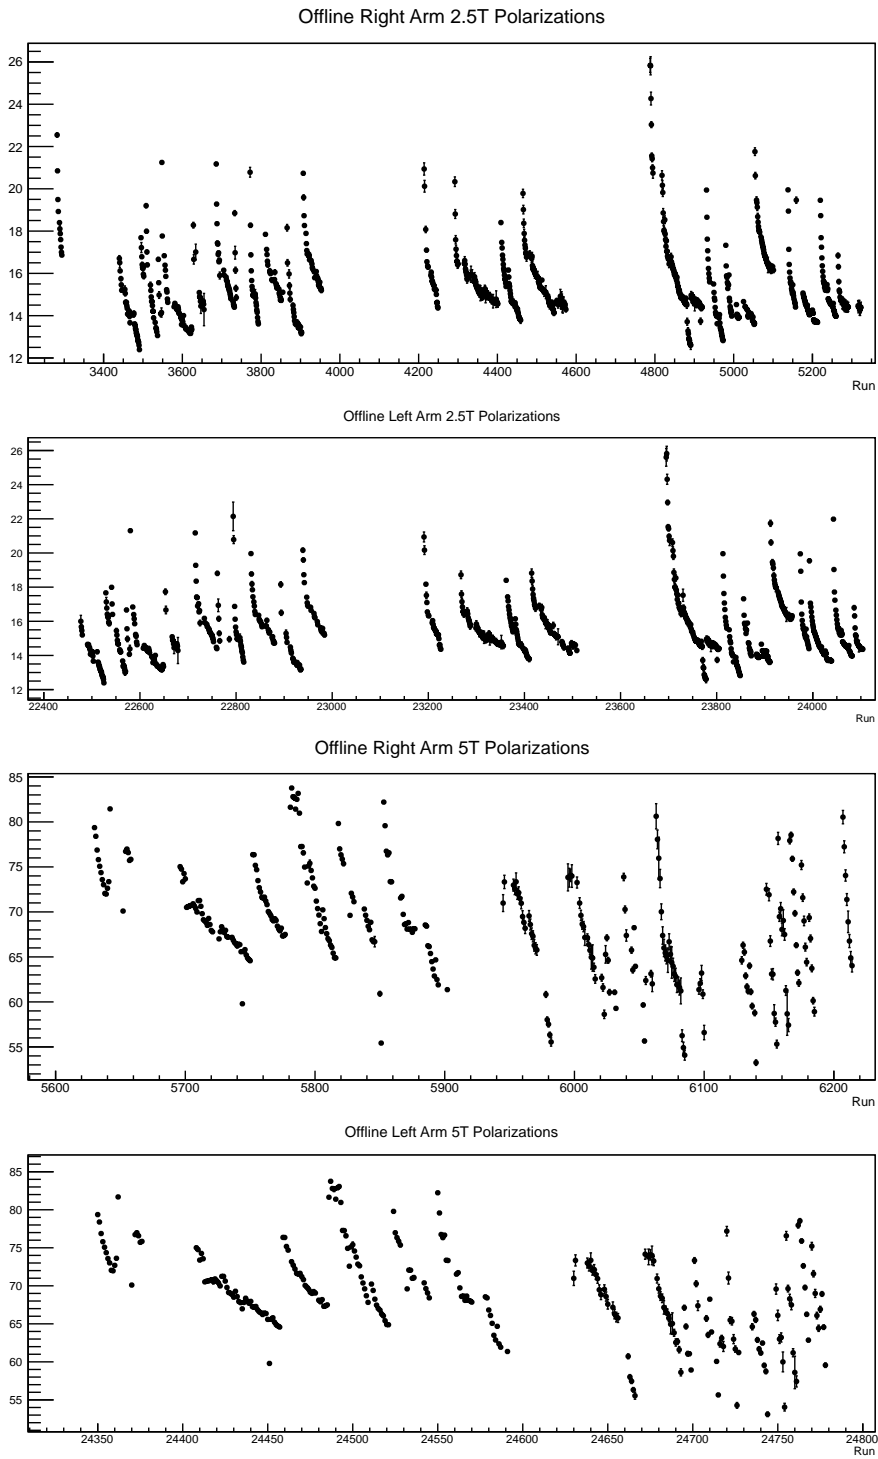 Offline Right Arm 2.5T Polarizations
26
24
22
20
18
16
14
12
3400 3600 3800 4000 4200 4400 4600 4800 5000 5200
Run
Offline Left Arm 2.5T Polarizations
26
24
22
20
18
16
14
12
22400 22600 22800 23000 23200 23400 23600 23800 24000
Run
Offline Right Arm 5T Polarizations
85
80
75
70
65
60
55
5600 5700 5800 5900 6000 6100 6200
Run
Offline Left Arm 5T Polarizations
85
80
75
70
65
60
55
24350 24400 24450 24500 24550 24600 24650 24700 24750 24800
Run